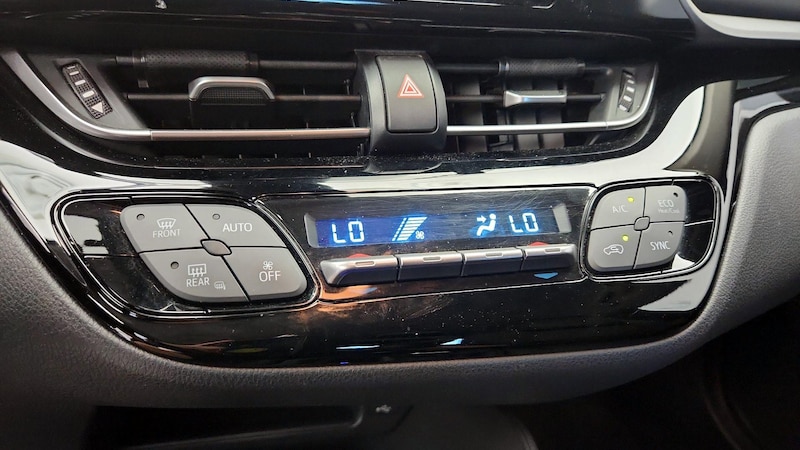 FRONT
AUTO
REAR
OFF
LO
LO
A/C
ECO
SYNC